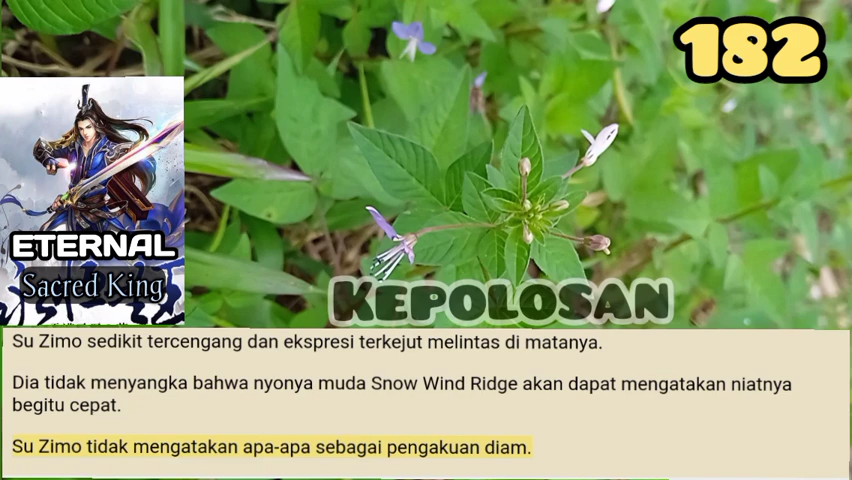 182
ETERNAL
Sacred King
KEPOLOSAN
Su Zimo sedikit tercengang dan ekspresi terkejut melintas di matanya.
Dia tidak menyangka bahwa nyonya muda Snow Wind Ridge akan dapat mengatakan niatnya
begitu cepat.
Su Zimo tidak mengatakan apa-apa sebagai pengakuan diam.